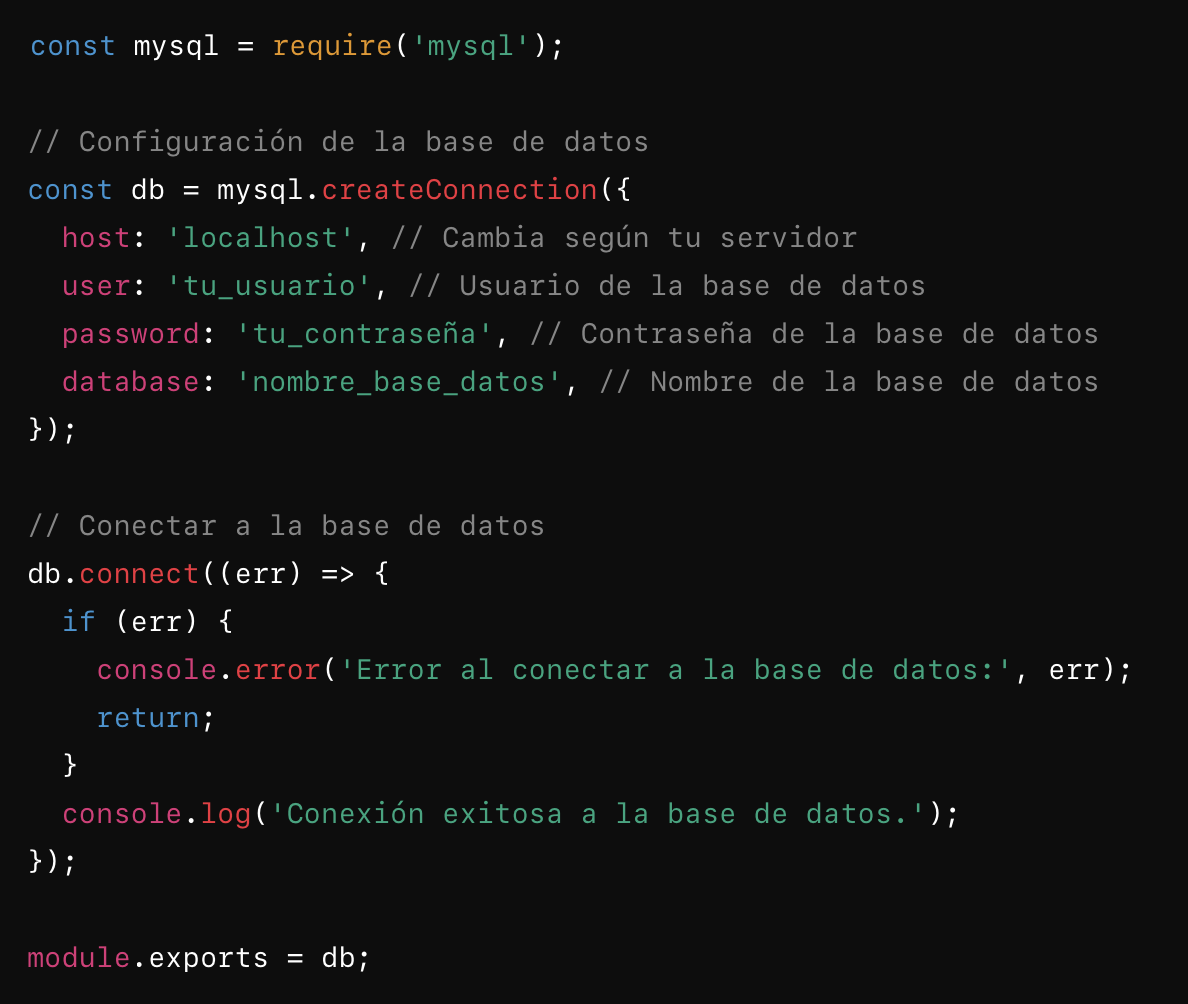 const mysql = require('mysql');
// Configuración de la base de datos
const db = mysql.createConnection({
  host: 'localhost', // Cambia según tu servidor
  user: 'tu_usuario', // Usuario de la base de datos
  password: 'tu_contraseña', // Contraseña de la base de datos
  database: 'nombre_base_datos', // Nombre de la base de datos
});
// Conectar a la base de datos
db.connect((err) => {
  if (err) {
    console.error('Error al conectar a la base de datos:', err);
    return;
  }
  console.log('Conexión exitosa a la base de datos.');
});
module.exports = db;